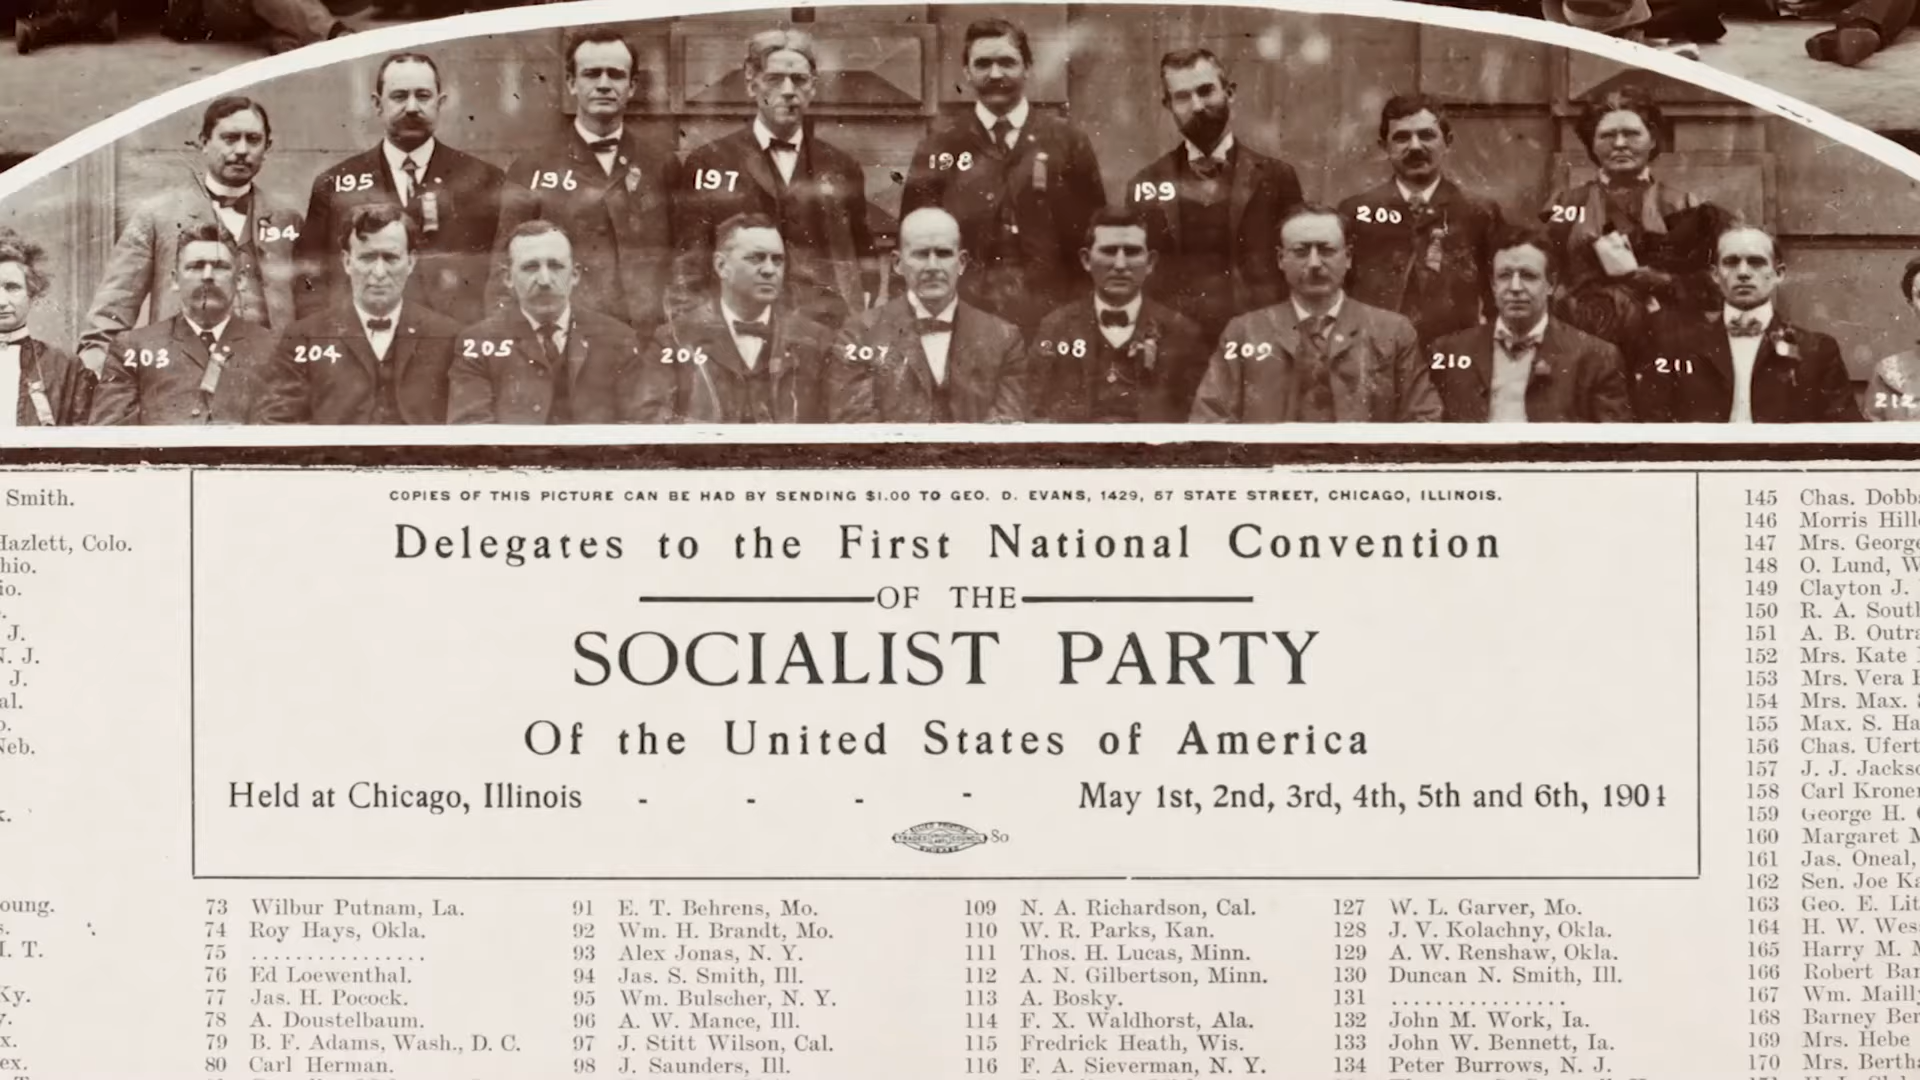 198
195
196
197
199
200
201
194
203
204
205
206
207
08
209
210
211
212
COPIES OF THIS PICTURE CAN BE HAD BY SENDING $1.00 TO GEO. D. EVANS, 1429, 67 STATE STREET, CHICAGO, ILLINOIS.
Delegates to the First National Convention
OF THE
SOCIALIST PARTY
Of the United States of America
Held at Chicago, Illinois - - - - May 1st, 2nd, 3rd, 4th, 5th and 6th, 1904
80
Smith.
Hazlett, Colo.
hio.
io.
J.
N. J.
J.
al.
o.
Neb.
k.
oung.
s.
M. T.
Ky.
y.
x.
ex.
73 Wilbur Putnam, La.
74 Roy Hays, Okla.
75 ................
76 Ed Loewenthal.
77 Jas. H. Pocock.
78 A. Doustelbaum.
79 B. F. Adams, Wash., D. C.
80 Carl Herman.
91 E. T. Behrens, Mo.
92 Wm. H. Brandt, Mo.
93 Alex Jonas, N. Y.
94 Jas. S. Smith, Ill.
95 Wm. Bulscher, N. Y.
96 A. W. Mance, Ill.
97 J. Stitt Wilson, Cal.
98 J. Saunders, Ill.
109 N. A. Richardson, Cal.
110 W. R. Parks, Kan.
111 Thos. H. Lucas, Minn.
112 A. N. Gilbertson, Minn.
113 A. Bosky.
114 F. X. Waldhorst, Ala.
115 Fredrick Heath, Wis.
116 F. A. Sieverman, N. Y.
127 W. L. Garver, Mo.
128 J. V. Kolachny, Okla.
129 A. W. Renshaw, Okla.
130 Duncan N. Smith, Ill.
131 ................
132 John M. Work, Ia.
133 John W. Bennett, Ia.
134 Peter Burrows, N. J.
145 Chas. Dobb
146 Morris Hill
147 Mrs. George
148 O. Lund, W
149 Clayton J.
150 R. A. Sout
151 A. B. Outr
152 Mrs. Kate
153 Mrs. Vera
154 Mrs. Max.
155 Max. S. Ha
156 Chas. Ufert
157 J. J. Jacks
158 Carl Krone
159 George H.
160 Margaret M
161 Jas. Oneal,
162 Sen. Joe Ka
163 Geo. E. Lit
164 H. W. Wes
165 Harry M.
166 Robert Bar
167 Wm. Mailly
168 Barney Ber
169 Mrs. Hebe
170 Mrs. Berth